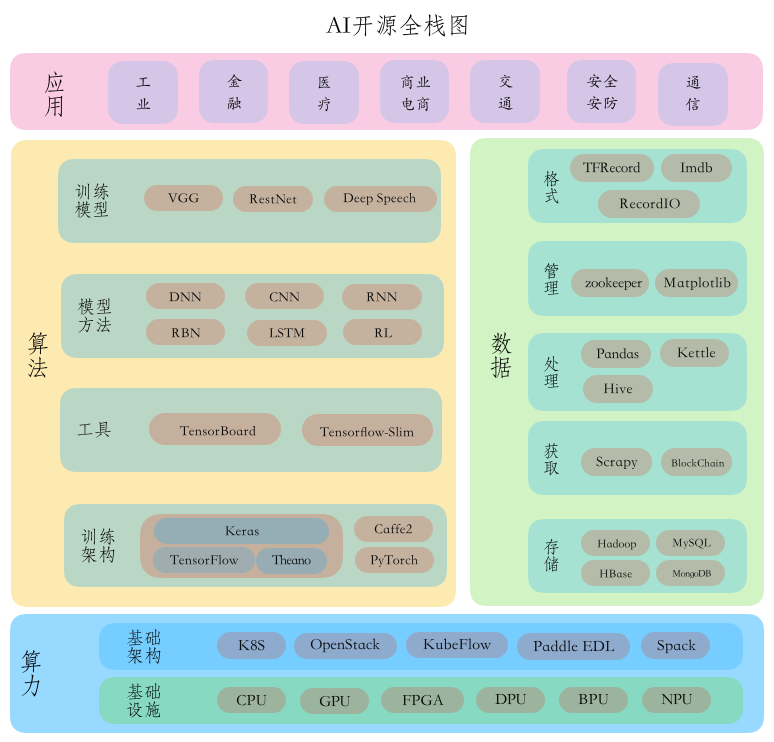 AI开源全栈图
应用
工业
金融
医疗
商业电商
交通
安全安防
通信
算法
训练模型
VGG
RestNet
Deep Speech
模型方法
DNN
CNN
RNN
RBN
LSTM
RL
工具
TensorBoard
Tensorflow-Slim
训练架构
Keras
TensorFlow
Theano
Caffe2
PyTorch
数据
格式
TFRecord
Imdb
RecordIO
管理
zookeeper
Matplotlib
处理
Pandas
Kettle
Hive
获取
Scrapy
BlockChain
存储
Hadoop
MySQL
HBase
MongoDB
算力
基础架构
K8S
OpenStack
KubeFlow
Paddle EDL
Spack
基础设施
CPU
GPU
FPGA
DPU
BPU
NPU